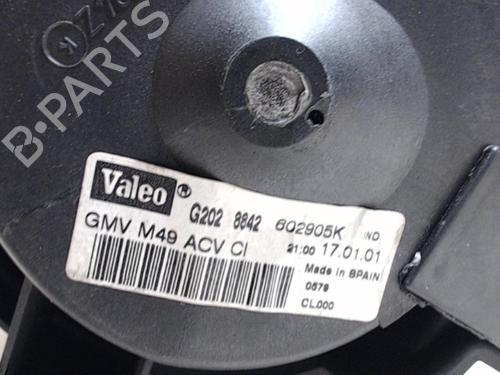 B-PARTS
Valeo®
G202 8842 602905K IND
GMV M49 ACV CI 21:00 17.01.01
Made in SPAIN
0579
CL.000